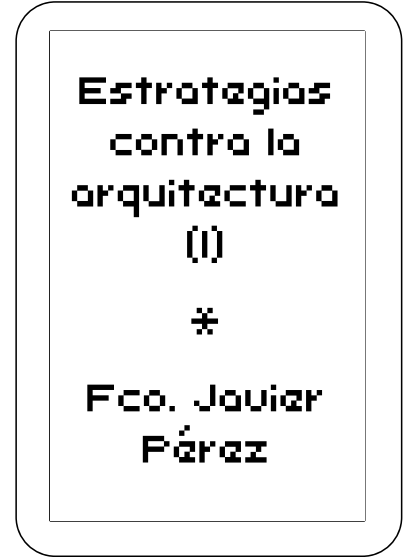 Estrategias
contra la
arquitectura
(I)
*
Fco. Javier
Pérez